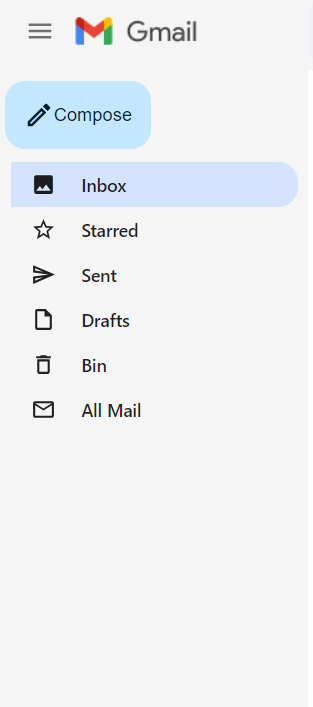 Gmail
Compose
Inbox
Starred
Sent
Drafts
Bin
All Mail